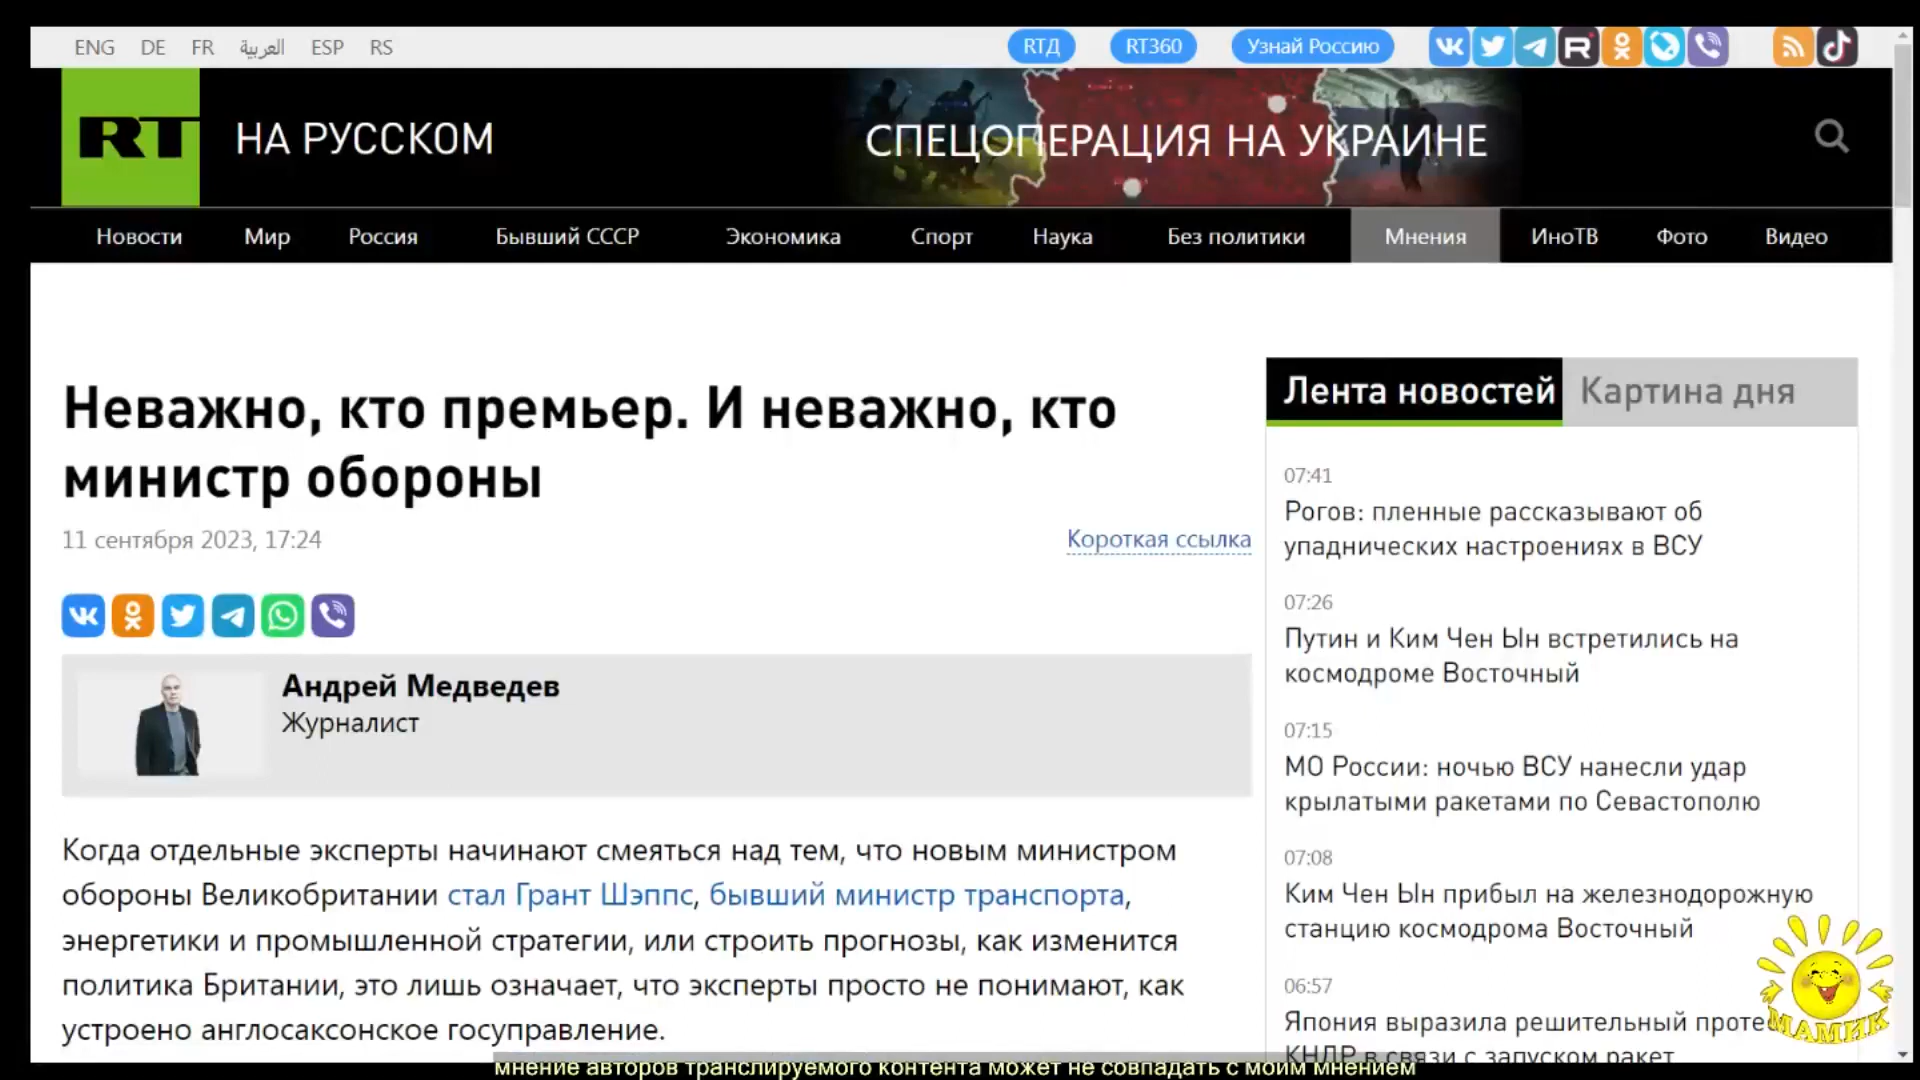 ENG DE FR العربية ESP RS
RTД RT360 Узнай Россию
RT НА РУССКОМ
СПЕЦОПЕРАЦИЯ НА УКРАИНЕ
Новости Мир Россия Бывший СССР Экономика Спорт Наука Без политики Мнения ИноТВ Фото Видео
Неважно, кто премьер. И неважно, кто
министр обороны
11 сентября 2023, 17:24
Короткая ссылка
Андрей Медведев
Журналист
Когда отдельные эксперты начинают смеяться над тем, что новым министром
обороны Великобритании стал Грант Шэппс, бывший министр транспорта,
энергетики и промышленной стратегии, или строить прогнозы, как изменится
политика Британии, это лишь означает, что эксперты просто не понимают, как
устроено англосаксонское госуправление.
Лента новостей Картина дня
07:41
Рогов: пленные рассказывают об
упаднических настроениях в ВСУ
07:26
Путин и Ким Чен Ын встретились на
космодроме Восточный
07:15
МО России: ночью ВСУ нанесли удар
крылатыми ракетами по Севастополю
07:08
Ким Чен Ын прибыл на железнодорожную
станцию космодрома Восточный
06:57
Япония выразила решительный проте
КНДР в связи с запуском ракет
МАМИК
мнение авторов транслируемого контента может не совпадать с моим мнением